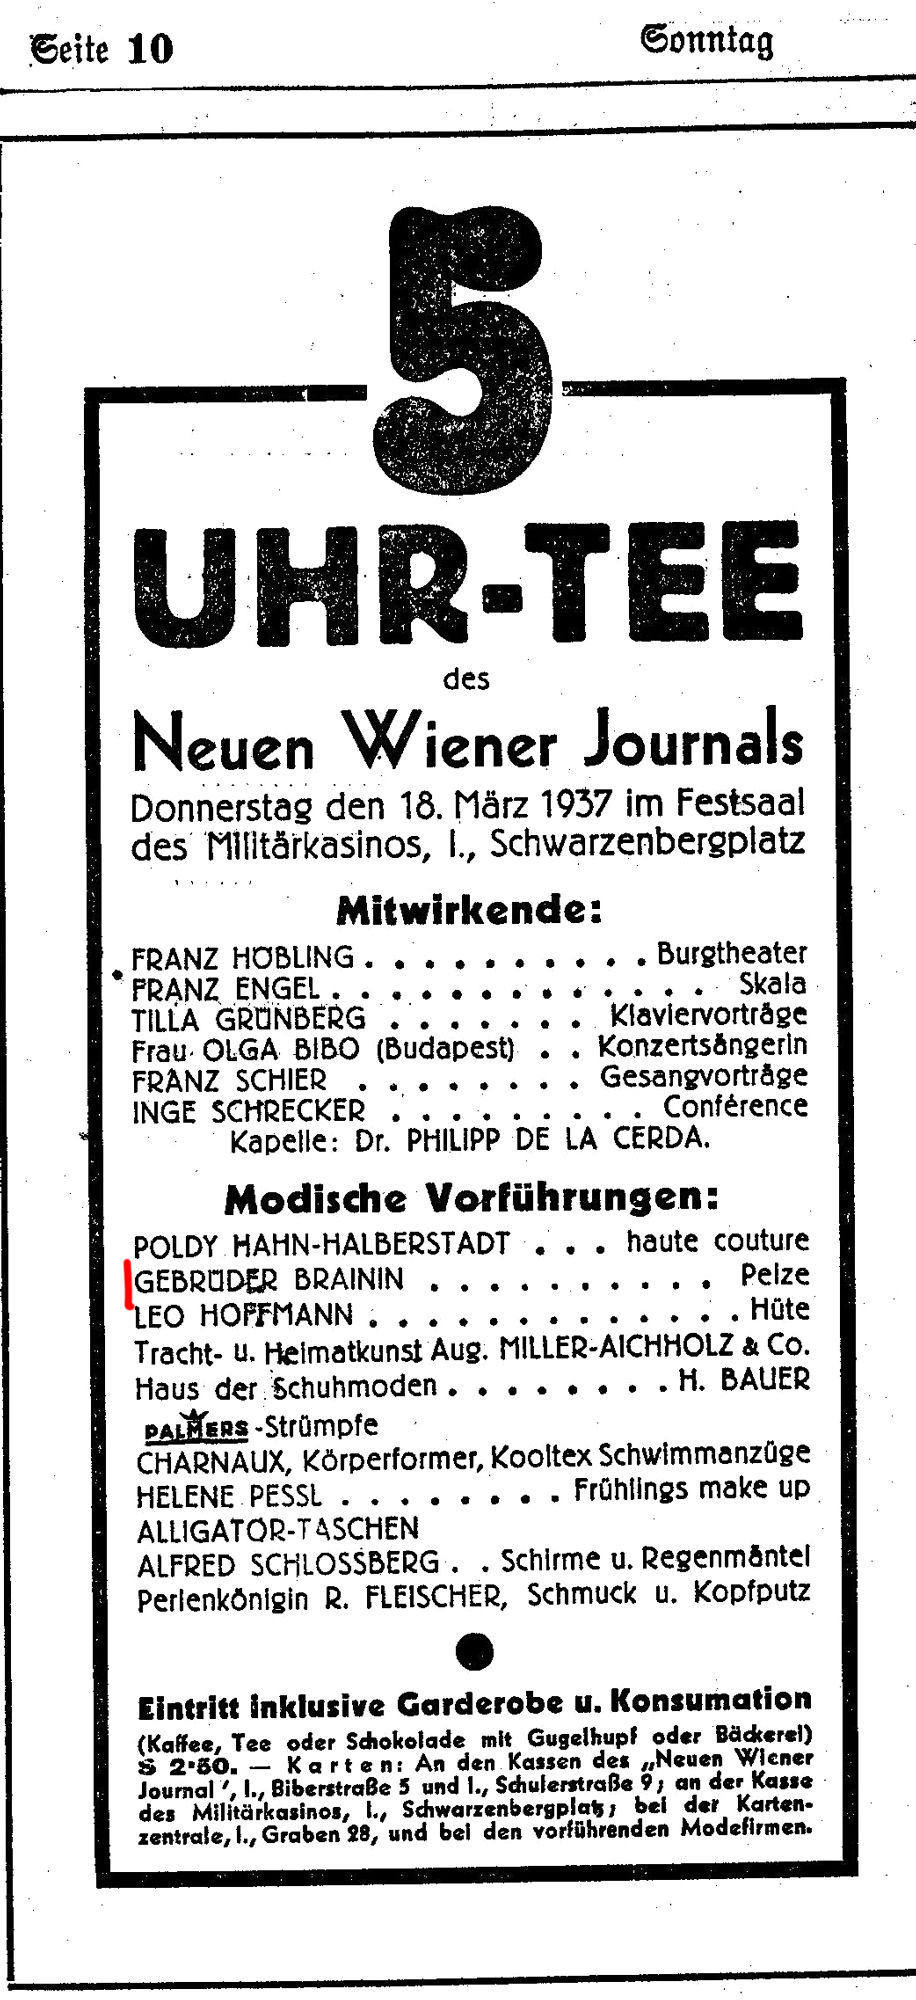 Seite 10
Sonntag
5
UHR-TEE
des
Neuen Wiener Journals
Donnerstag den 18. März 1937 im Festsaal
des Militärkasinos, I., Schwarzenbergplatz
Mitwirkende:
FRANZ HÖBLING . . . . . . . . . . Burgtheater
FRANZ ENGEL . . . . . . . . . . . . . Skala
TILLA GRÜNBERG . . . . . . . Klaviervorträge
Frau OLGA BIBO (Budapest) . . Konzertsängerin
FRANZ SCHIER . . . . . . . . Gesangvorträge
INGE SCHRECKER . . . . . . . . . Conférence
Kapelle: Dr. PHILIPP DE LA CERDA.
Modische Vorführungen:
POLDY HAHN-HALBERSTADT . . . haute couture
GEBRÜDER BRAININ . . . . . . . . . . Pelze
LEO HOFFMANN . . . . . . . . . . . . . Hüte
Tracht- u. Heimatkunst Aug. MILLER-AICHHOLZ & Co.
Haus der Schuhmoden . . . . . . . . H. BAUER
PALMERS-Strümpfe
CHARNAUX, Körperformer, Kooltex Schwimmanzüge
HELENE PESSL . . . . . . . . Frühlings make up
ALLIGATOR-TASCHEN
ALFRED SCHLOSSBERG . . Schirme u. Regenmäntel
Perlenkönigin R. FLEISCHER, Schmuck u. Kopfputz
Eintritt inklusive Garderobe u. Konsumation
(Kaffee, Tee oder Schokolade mit Gugelhupf oder Bäckerei)
S 2·50. — Karten: An den Kassen des „Neuen Wiener
Journal", I., Biberstraße 5 und I., Schulerstraße 9; an der Kasse
des Militärkasinos, I., Schwarzenbergplatz; bei der Karten-
zentrale, I., Graben 28, und bei den vorführenden Modefirmen.